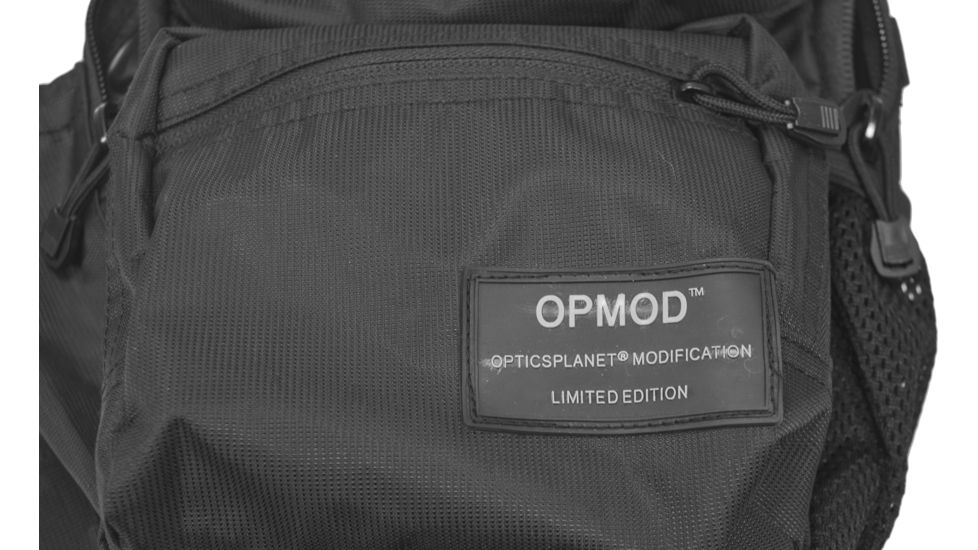 OPMOD™
OPTICSPLANET® MODIFICATION
LIMITED EDITION